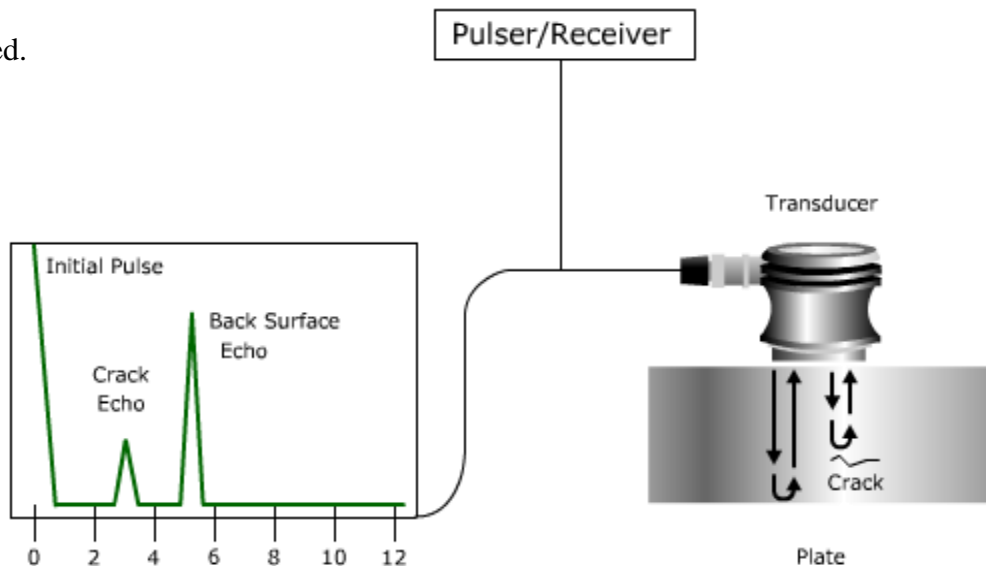 ed.
Pulser/Receiver
Transducer
Initial Pulse
Back Surface
Echo
Crack
Echo
Crack
0 2 4 6 8 10 12
Plate